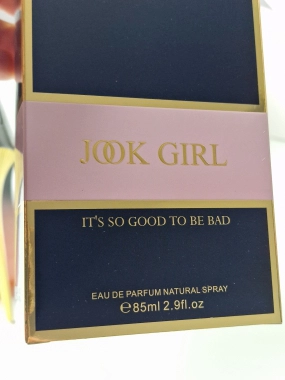 JOOK GIRL
IT'S SO GOOD TO BE BAD
EAU DE PARFUM NATURAL SPRAY
℮85ml 2.9fl.oz